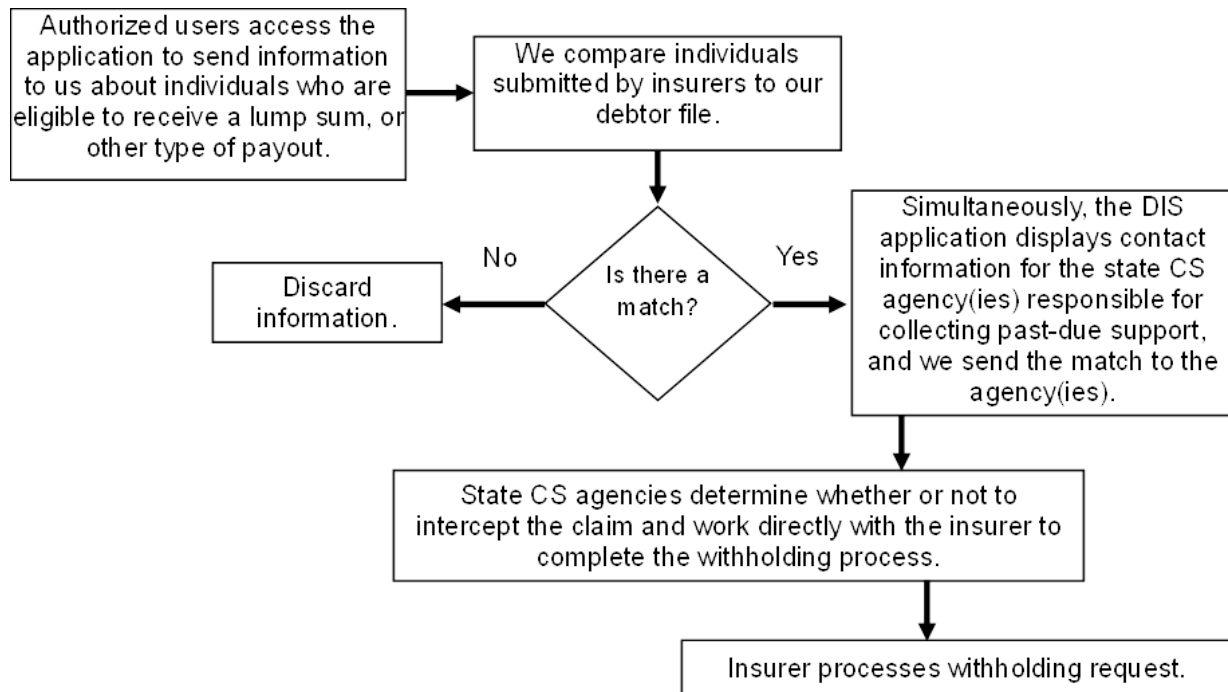 Authorized users access the
application to send information
to us about individuals who are
eligible to receive a lump sum, or
other type of payout.
We compare individuals
submitted by insurers to our
debtor file.
Is there a
match?
No
Discard
information.
Yes
Simultaneously, the DIS
application displays contact
information for the state CS
agency(ies) responsible for
collecting past-due support,
and we send the match to the
agency(ies).
State CS agencies determine whether or not to
intercept the claim and work directly with the insurer to
complete the withholding process.
Insurer processes withholding request.